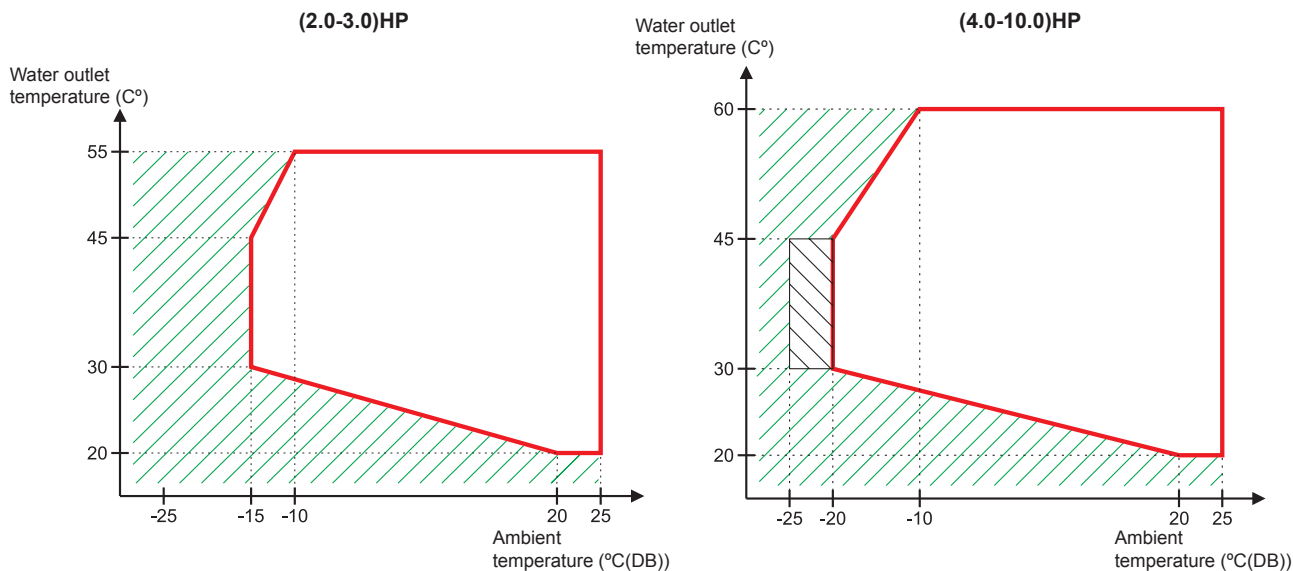 (2.0-3.0)HP
Water outlet
temperature (Cº)
55
45
30
20
-25
-15
-10
20
25
Ambient
temperature (ºC(DB))
(4.0-10.0)HP
Water outlet
temperature (Cº)
60
45
30
20
-25
-20
-10
20
25
Ambient
temperature (ºC(DB))